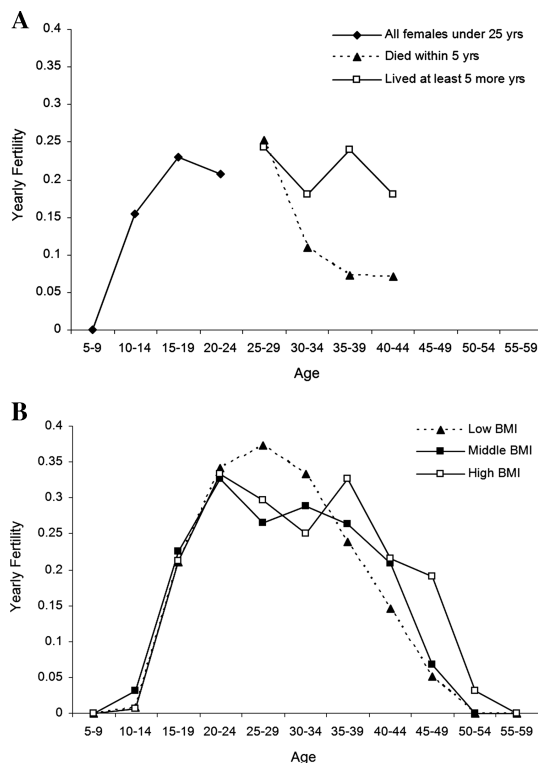 A
All females under 25 yrs
Died within 5 yrs
Lived at least 5 more yrs
Yearly Fertility
0.4
0.35
0.3
0.25
0.2
0.15
0.1
0.05
0
5-9 10-14 15-19 20-24 25-29 30-34 35-39 40-44 45-49 50-54 55-59
Age
B
Low BMI
Middle BMI
High BMI
Yearly Fertility
0.4
0.35
0.3
0.25
0.2
0.15
0.1
0.05
0
5-9 10-14 15-19 20-24 25-29 30-34 35-39 40-44 45-49 50-54 55-59
Age